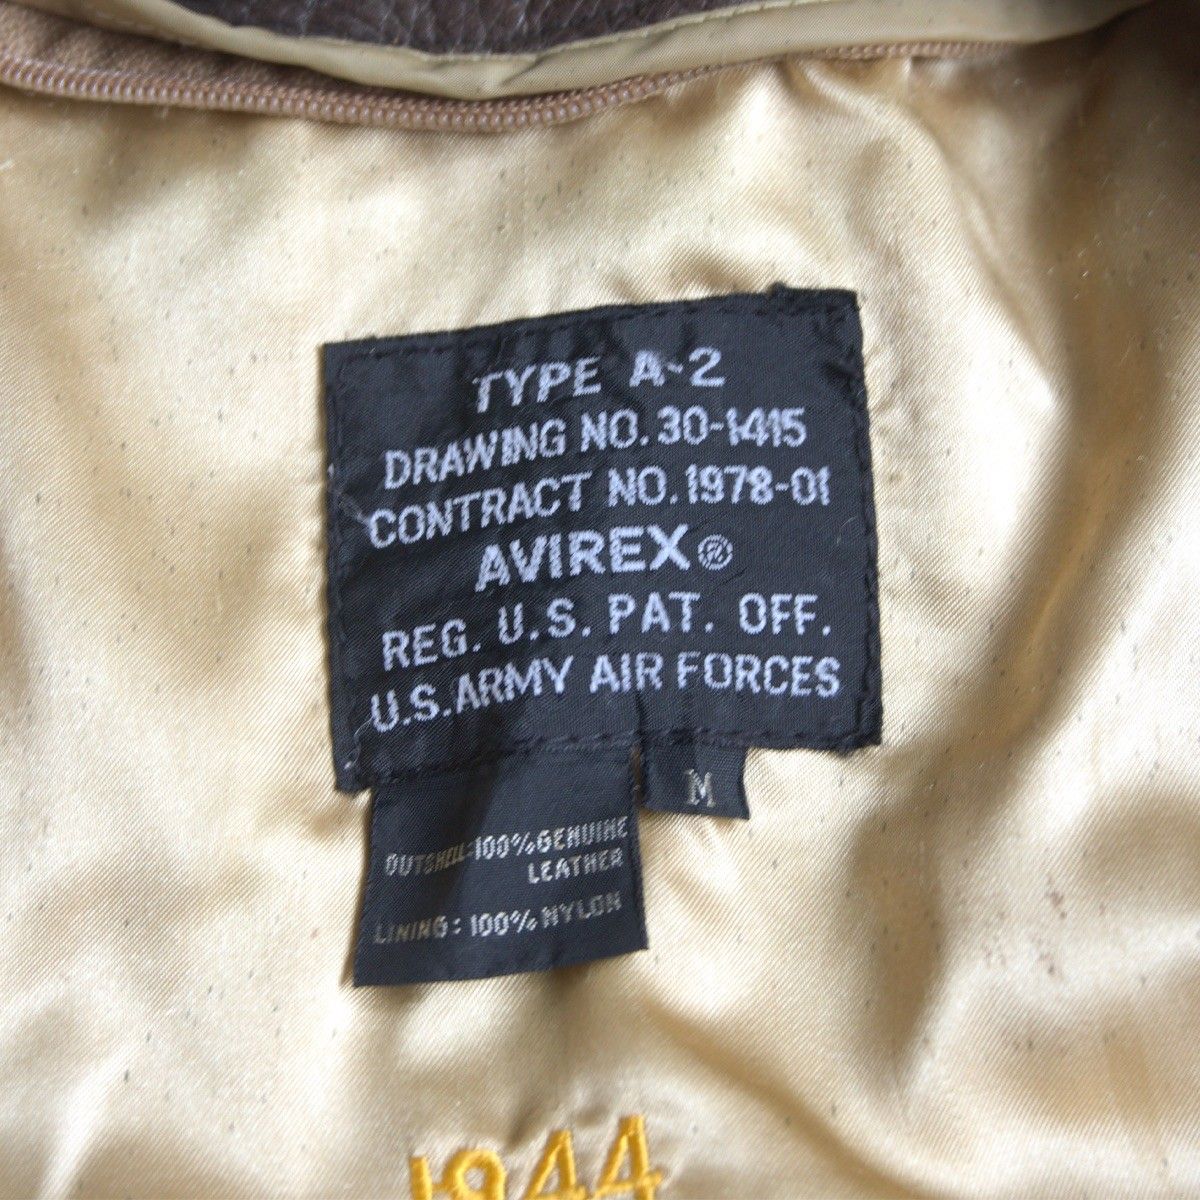 TYPE A-2
DRAWING NO. 30-1415
CONTRACT NO. 1978-01
AVIREX®
REG. U.S. PAT. OFF.
U.S. ARMY AIR FORCES
M
OUTSHELL: 100% GENUINE
LEATHER
LINING: 100% NYLON
1944